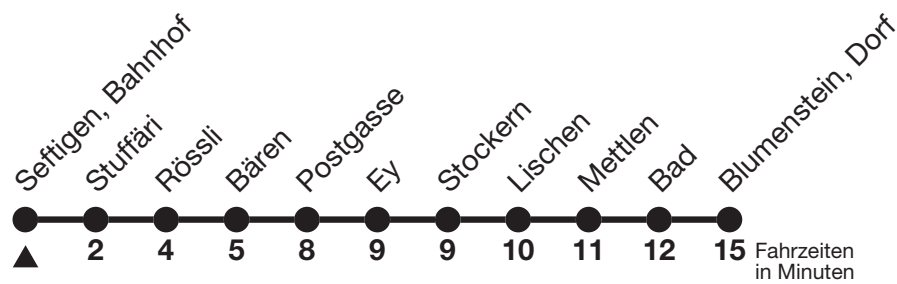 Seftigen, Bahnhof
Stuffäri
Rössli
Bären
Postgasse
Ey
Stockern
Lischen
Mettlen
Bad
Blumenstein, Dorf
2 4 5 8 9 9 10 11 12 15 Fahrzeiten
in Minuten